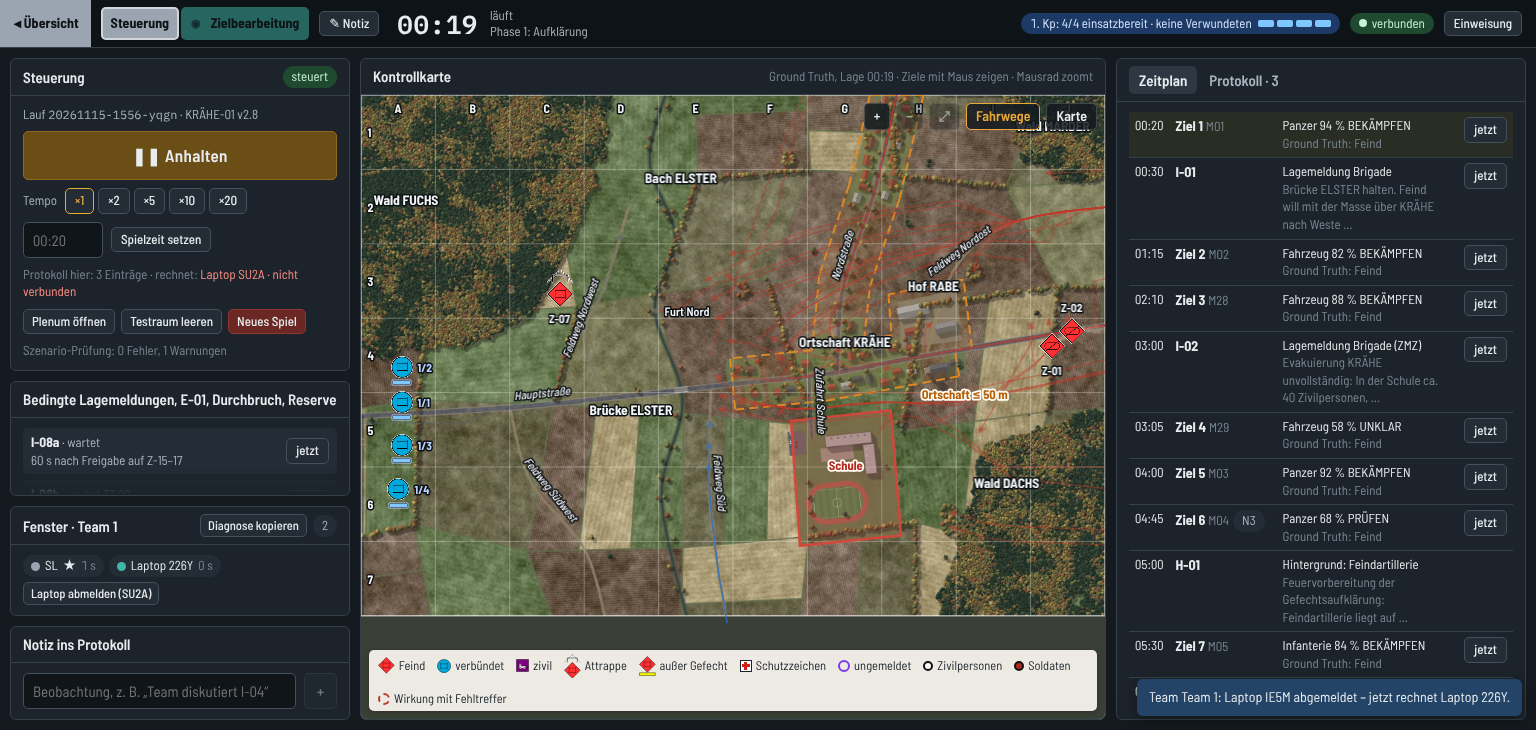 ◂ Übersicht
Steuerung
Zielbearbeitung
✎ Notiz
00:19
läuft
Phase 1: Aufklärung
1. Kp: 4/4 einsatzbereit · keine Verwundeten
verbunden
Einweisung
Steuerung
steuert
Lauf 20261115-1556-yqgn · KRÄHE-01 v2.8
❚❚ Anhalten
Tempo ×1 ×2 ×5 ×10 ×20
00:20
Spielzeit setzen
Protokoll hier: 3 Einträge · rechnet: Laptop SU2A · nicht
verbunden
Plenum öffnen
Testraum leeren
Neues Spiel
Szenario-Prüfung: 0 Fehler, 1 Warnungen
Bedingte Lagemeldungen, E-01, Durchbruch, Reserve
I-08a · wartet
60 s nach Freigabe auf Z-15–17
jetzt
Fenster · Team 1
Diagnose kopieren
2
SL ★ 1 s
Laptop 226Y 0 s
Laptop abmelden (SU2A)
Notiz ins Protokoll
Beobachtung, z. B. „Team diskutiert I-04“
+
Kontrollkarte
Ground Truth, Lage 00:19 · Ziele mit Maus zeigen · Mausrad zoomt
A B C D E F G H
+
−
⤢
Fahrwege
Karte
1
Wald MARDER
Bach ELSTER
2
Wald FUCHS
Nordstraße
Feldweg Nordost
3
Hof RABE
Z-07
Feldweg Nordwest
Furt Nord
Z-02
Ortschaft KRÄHE
4
1/2
Z-01
Zufahrt Schule
Hauptstraße
Ortschaft ≤ 50 m
1/1
Brücke ELSTER
5
1/3
Schule
Feldweg Südwest
Feldweg Süd
Wald DACHS
1/4
6
7
Feind
verbündet
zivil
Attrappe
außer Gefecht
Schutzzeichen
ungemeldet
Zivilpersonen
Soldaten
Wirkung mit Fehltreffer
Zeitplan
Protokoll · 3
00:20 Ziel 1 M01 Panzer 94 % BEKÄMPFEN jetzt
Ground Truth: Feind
00:30 I-01 Lagemeldung Brigade jetzt
Brücke ELSTER halten. Feind
will mit der Masse über KRÄHE
nach Weste ...
01:15 Ziel 2 M02 Fahrzeug 82 % BEKÄMPFEN jetzt
Ground Truth: Feind
02:10 Ziel 3 M28 Fahrzeug 88 % BEKÄMPFEN jetzt
Ground Truth: Feind
03:00 I-02 Lagemeldung Brigade (ZMZ) jetzt
Evakuierung KRÄHE
unvollständig: In der Schule ca.
40 Zivilpersonen, ...
03:05 Ziel 4 M29 Fahrzeug 58 % UNKLAR jetzt
Ground Truth: Feind
04:00 Ziel 5 M03 Panzer 92 % BEKÄMPFEN jetzt
Ground Truth: Feind
04:45 Ziel 6 M04 N3 Panzer 68 % PRÜFEN jetzt
Ground Truth: Feind
05:00 H-01 Hintergrund: Feindartillerie
Feuervorbereitung der
Gefechtsaufklärung:
Feindartillerie liegt auf ...
05:30 Ziel 7 M05 Infanterie 84 % BEKÄMPFEN jetzt
Ground Truth: Feind
Team Team 1: Laptop IE5M abgemeldet – jetzt rechnet Laptop 226Y.